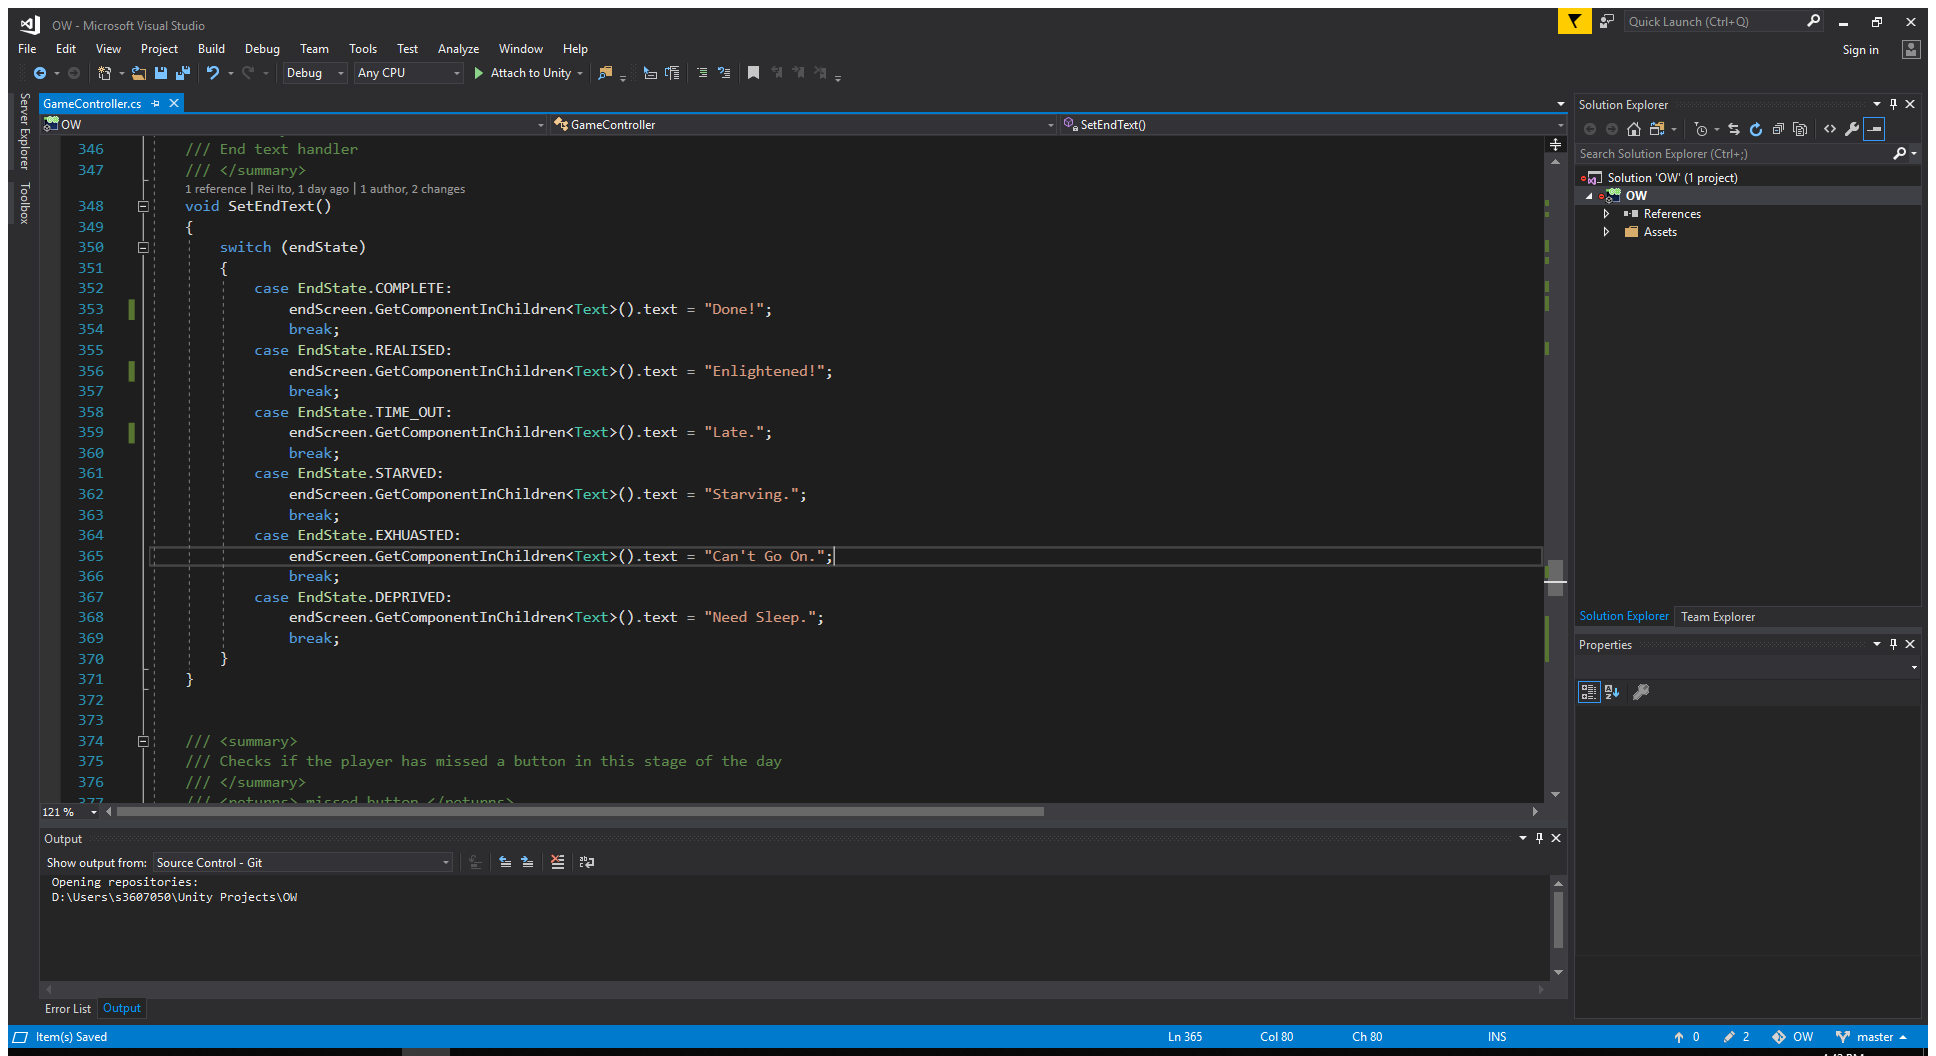 OW - Microsoft Visual Studio
Quick Launch (Ctrl+Q)
File Edit View Project Build Debug Team Tools Test Analyze Window Help
Sign in
Debug Any CPU Attach to Unity
Server Explorer
Toolbox
GameController.cs
OW GameController SetEndText()
346 /// End text handler
347 /// </summary>
1 reference | Rei Ito, 1 day ago | 1 author, 2 changes
348 void SetEndText()
349 {
350 switch (endState)
351 {
352 case EndState.COMPLETE:
353 endScreen.GetComponentInChildren<Text>().text = "Done!";
354 break;
355 case EndState.REALISED:
356 endScreen.GetComponentInChildren<Text>().text = "Enlightened!";
357 break;
358 case EndState.TIME_OUT:
359 endScreen.GetComponentInChildren<Text>().text = "Late.";
360 break;
361 case EndState.STARVED:
362 endScreen.GetComponentInChildren<Text>().text = "Starving.";
363 break;
364 case EndState.EXHUASTED:
365 endScreen.GetComponentInChildren<Text>().text = "Can't Go On.";
366 break;
367 case EndState.DEPRIVED:
368 endScreen.GetComponentInChildren<Text>().text = "Need Sleep.";
369 break;
370 }
371 }
372
373
374 /// <summary>
375 /// Checks if the player has missed a button in this stage of the day
376 /// </summary>
377 /// <returns> missed button </returns>
121 %
Output
Show output from: Source Control - Git
Opening repositories:
D:\Users\s3607050\Unity Projects\OW
Error List Output
Solution Explorer
Search Solution Explorer (Ctrl+;)
Solution 'OW' (1 project)
OW
References
Assets
Solution Explorer Team Explorer
Properties
Item(s) Saved Ln 365 Col 80 Ch 80 INS 0 2 OW master